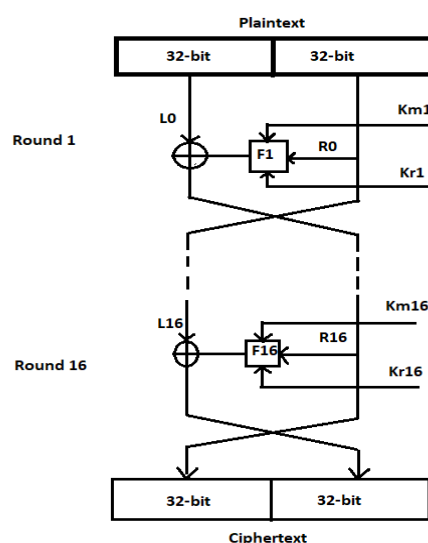 Plaintext
32-bit 32-bit
L0
Km1
Round 1
F1
R0
Kr1
L16
Km16
Round 16
F16
R16
Kr16
32-bit 32-bit
Ciphertext